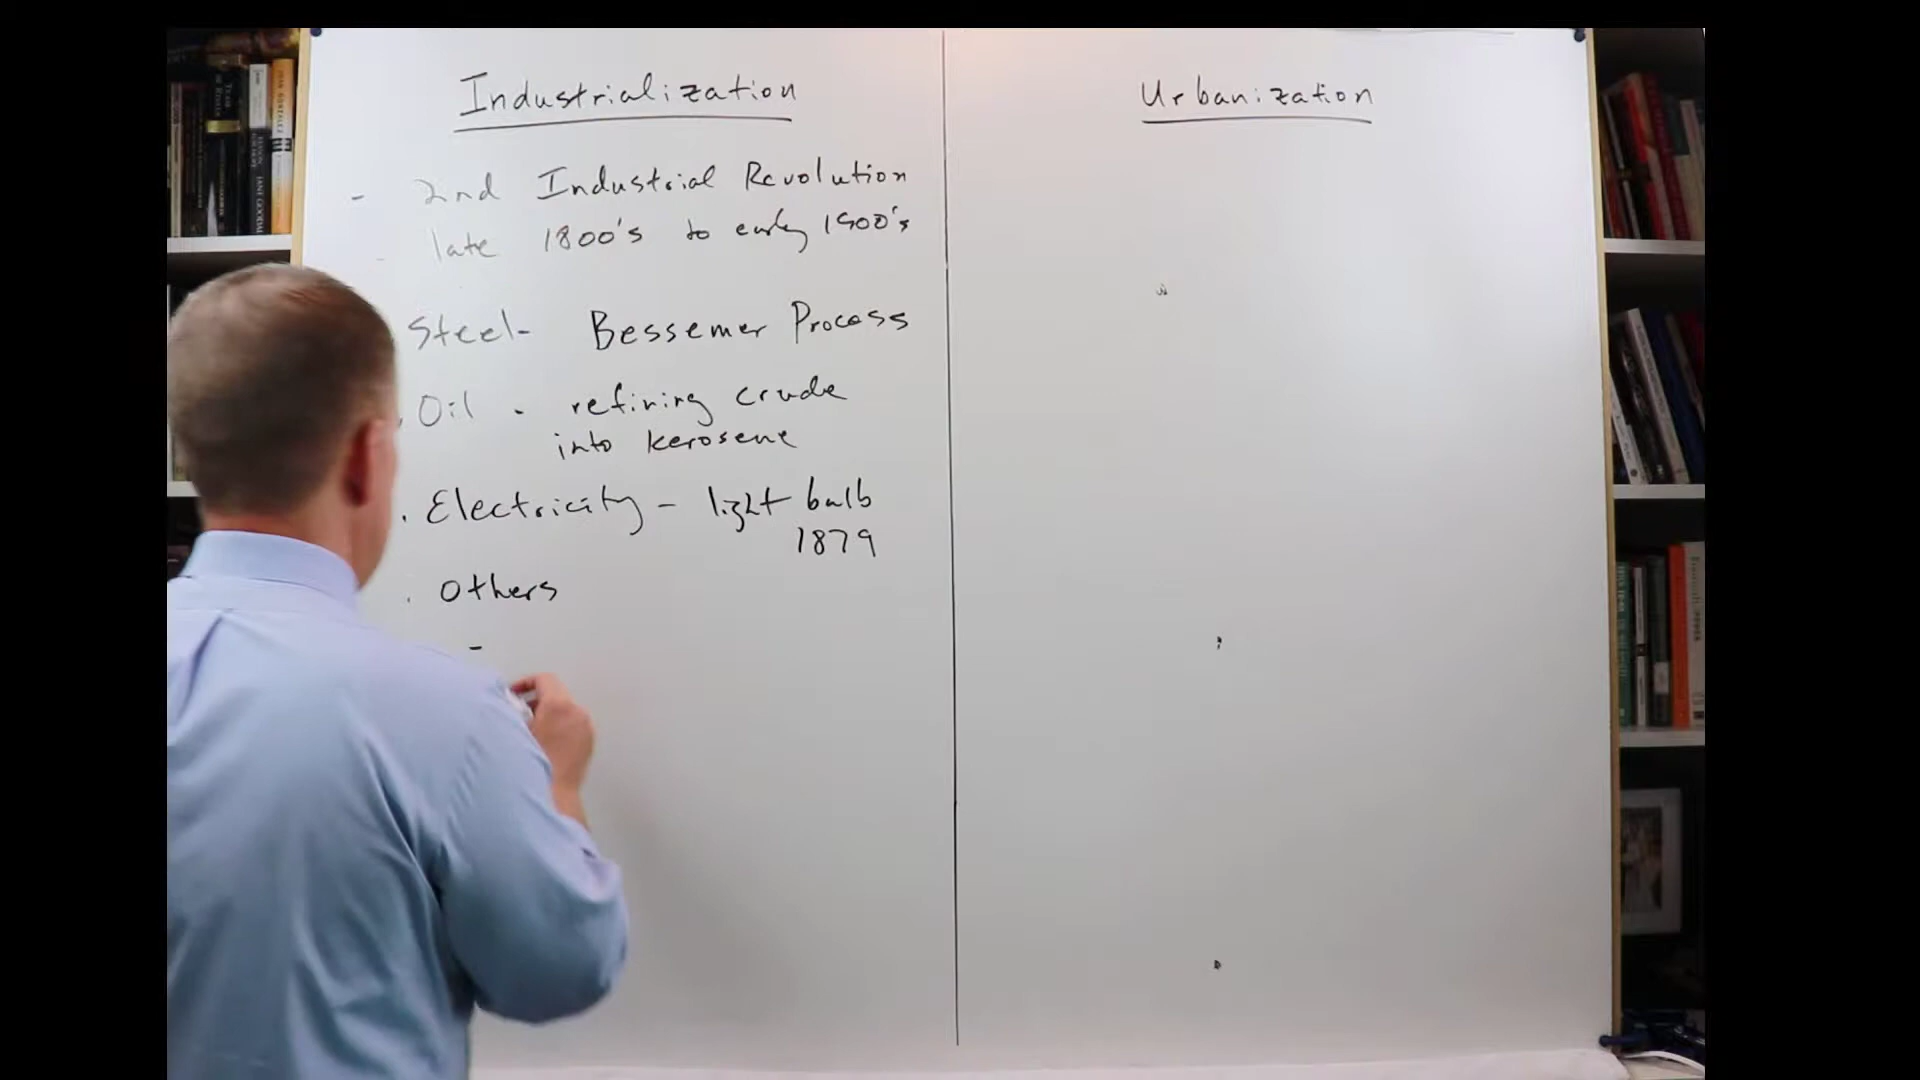 Industrialization
- 2nd Industrial Revolution
late 1800's to early 1900's
Steel- Bessemer Process
. Oil - refining crude
into kerosene
. Electricity - light bulb
1879
. Others
-
Urbanization